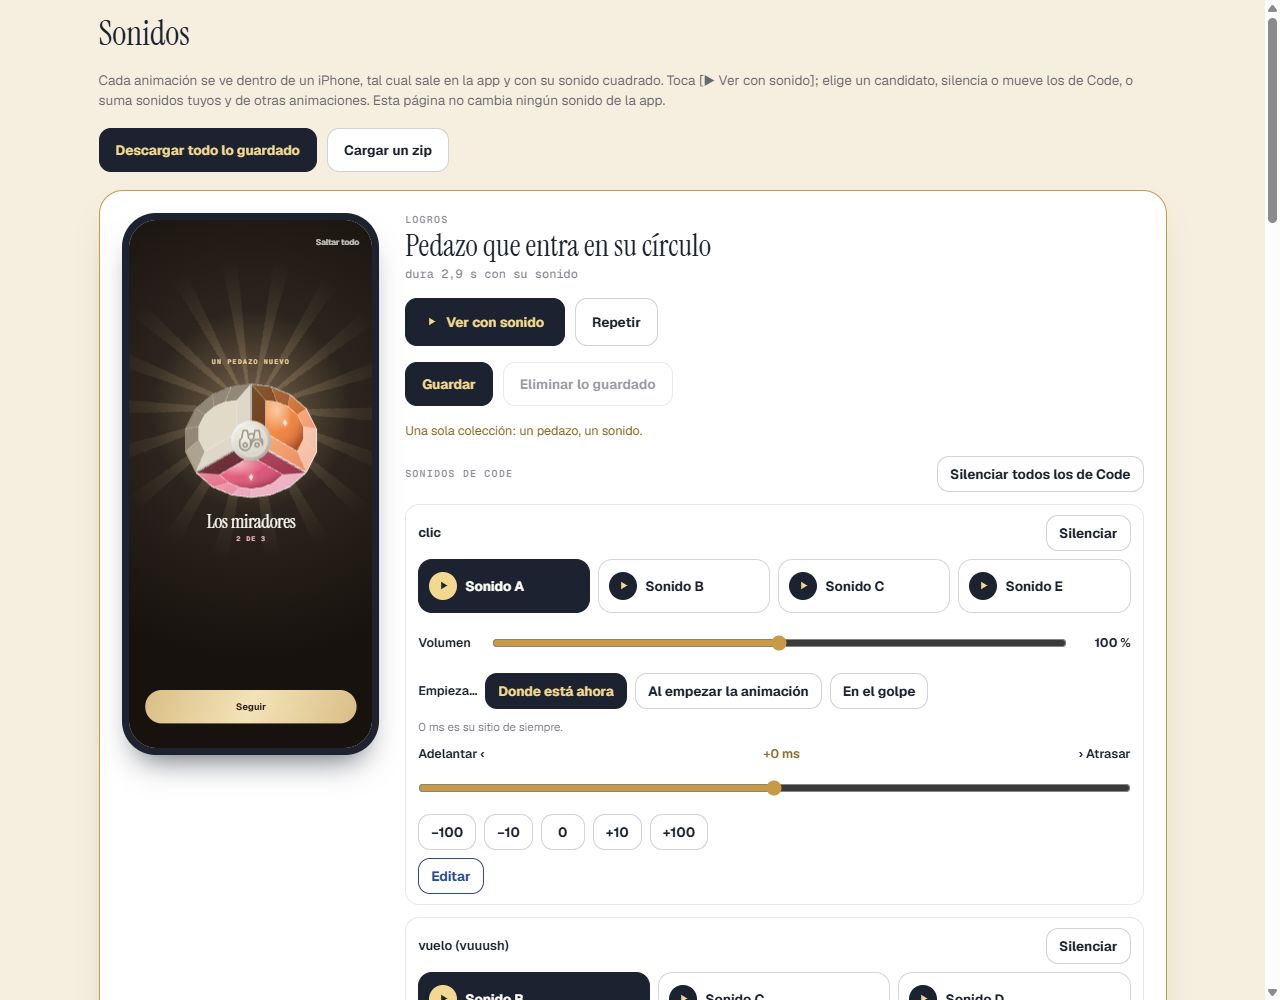 Sonidos
Cada animación se ve dentro de un iPhone, tal cual sale en la app y con su sonido cuadrado. Toca [▶ Ver con sonido]; elige un candidato, silencia o mueve los de Code, o
suma sonidos tuyos y de otras animaciones. Esta página no cambia ningún sonido de la app.
Descargar todo lo guardado
Cargar un zip
Saltar todo
UN PEDAZO NUEVO
Los miradores
2 DE 3
Seguir
LOGROS
Pedazo que entra en su círculo
dura 2,9 s con su sonido
Ver con sonido
Repetir
Guardar
Eliminar lo guardado
Una sola colección: un pedazo, un sonido.
SONIDOS DE CODE
Silenciar todos los de Code
clic
Silenciar
Sonido A
Sonido B
Sonido C
Sonido E
Volumen
100 %
Empieza…
Donde está ahora
Al empezar la animación
En el golpe
0 ms es su sitio de siempre.
Adelantar ‹
+0 ms
› Atrasar
−100
−10
0
+10
+100
Editar
vuelo (vuuush)
Silenciar
Sonido B
Sonido C
Sonido D